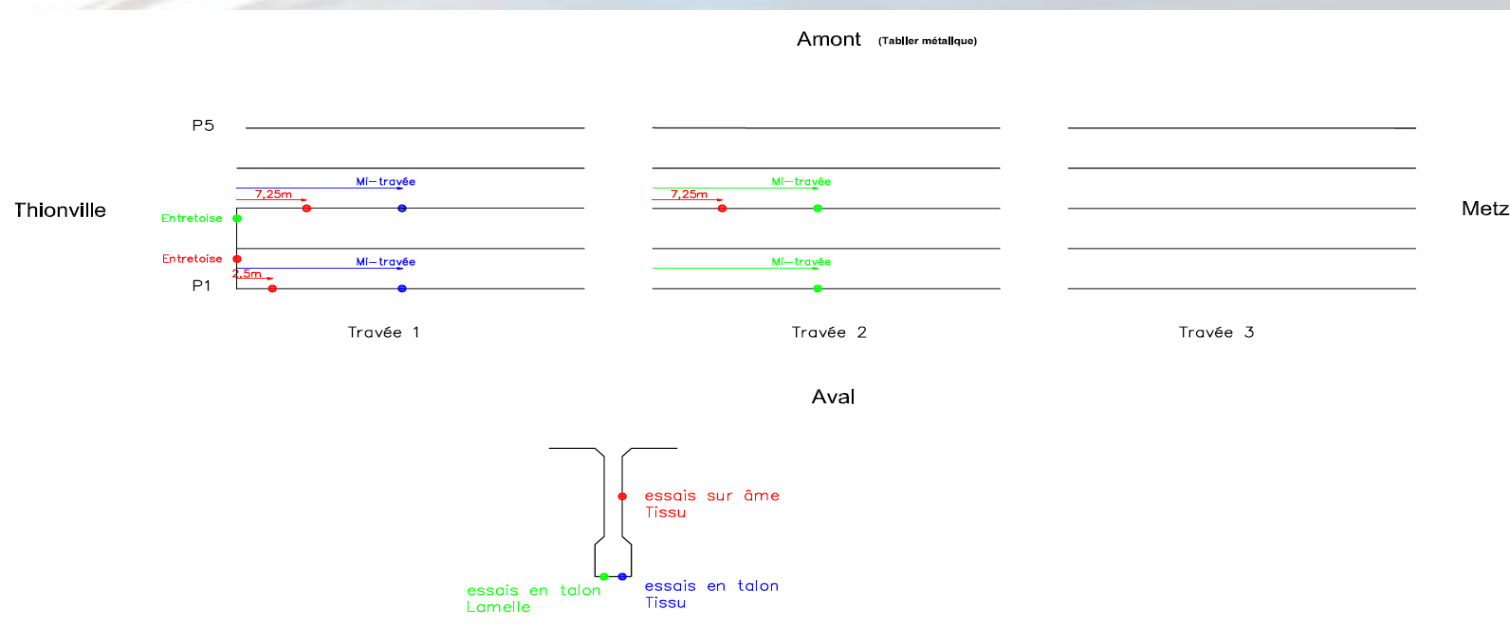 Amont (Tablier métallique)
P5
Mi-travée
Mi-travée
7,25m
7,25m
Thionville
Metz
Entretoise
Entretoise
Mi-travée
Mi-travée
2,5m
P1
Travée 1
Travée 2
Travée 3
Aval
essais sur âme
Tissu
essais en talon
Lamelle
essais en talon
Tissu